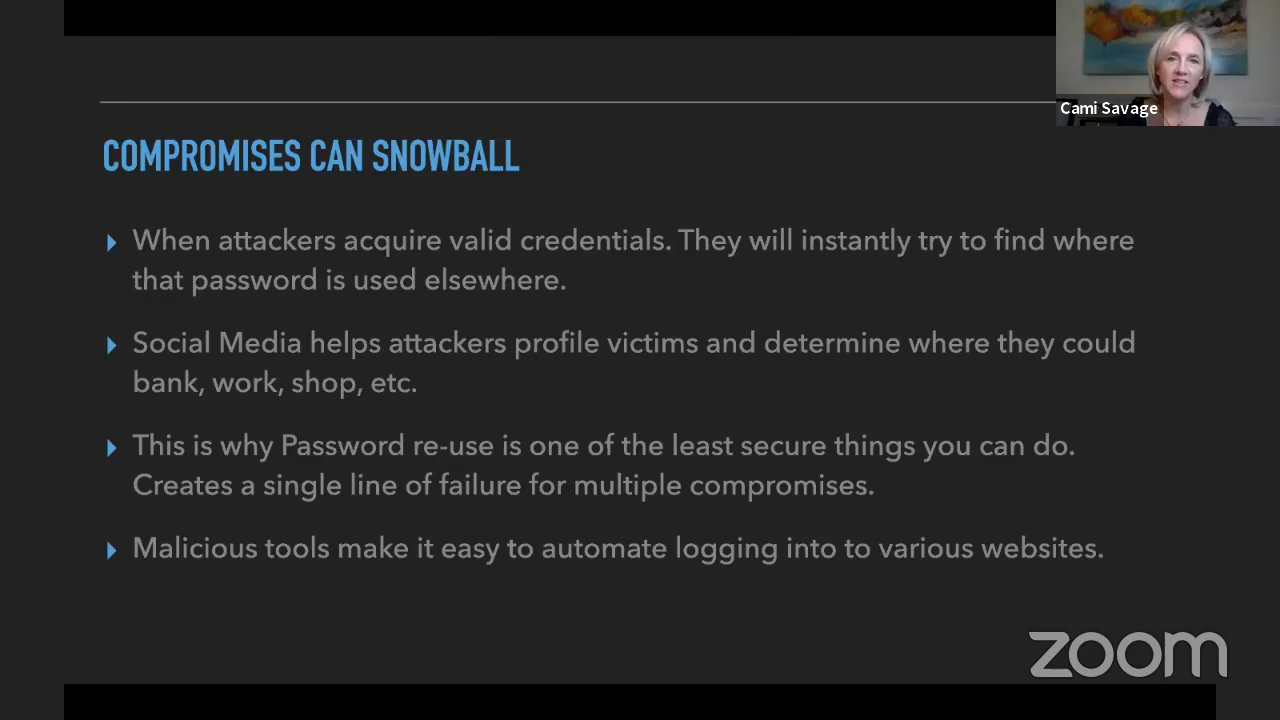 Cami Savage
COMPROMISES CAN SNOWBALL
When attackers acquire valid credentials. They will instantly try to find where
that password is used elsewhere.
Social Media helps attackers profile victims and determine where they could
bank, work, shop, etc.
This is why Password re-use is one of the least secure things you can do.
Creates a single line of failure for multiple compromises.
Malicious tools make it easy to automate logging into to various websites.
zoom